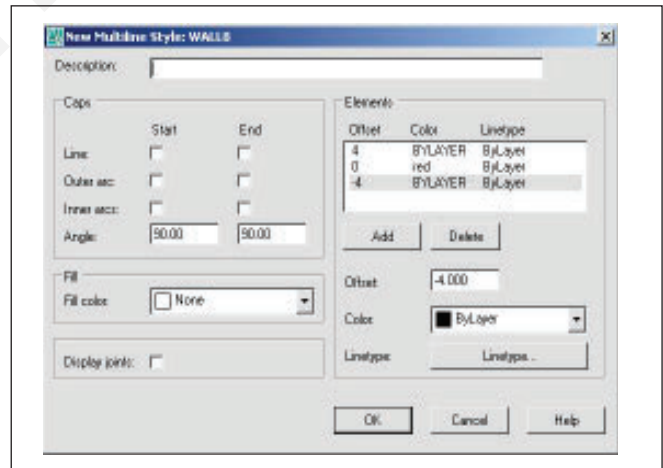 New Multiline Style: WALL8
Description:
Caps
Start End
Line:
Outer arc:
Inner arcs:
Angle: 90.00 90.00
Fill
Fill color: None
Display joints:
Elements
Offset Color Linetype
4 BYLAYER ByLayer
0 red ByLayer
-4 BYLAYER ByLayer
Add Delete
Offset: -4.000
Color: ByLayer
Linetype: Linetype...
OK Cancel Help